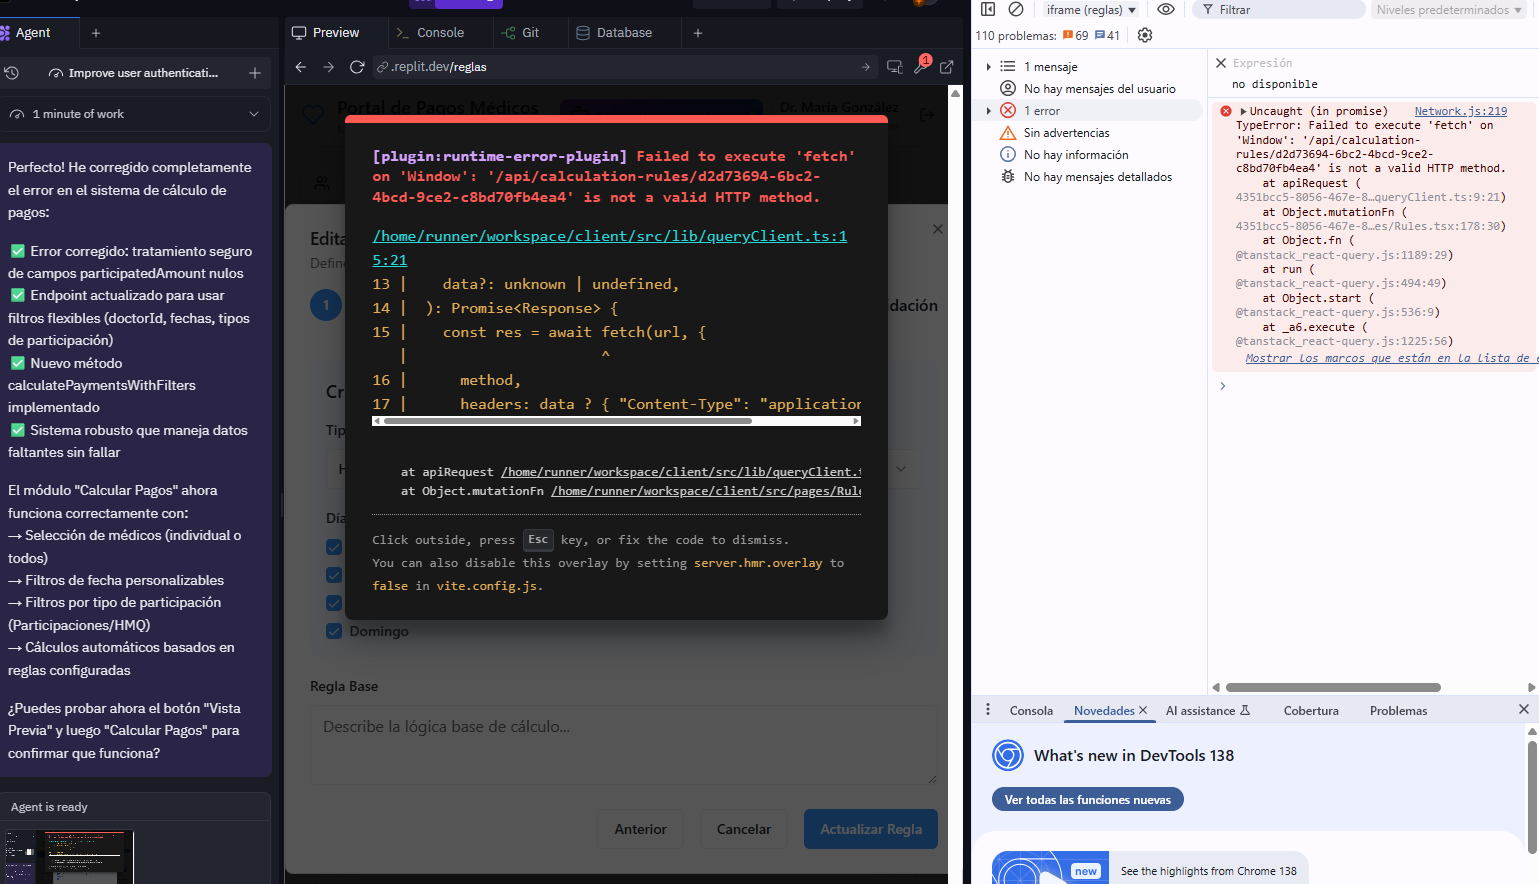 Agent
Improve user authenticati...
1 minute of work
Perfecto! He corregido completamente
el error en el sistema de cálculo de
pagos:
✅ Error corregido: tratamiento seguro
de campos participatedAmount nulos
✅ Endpoint actualizado para usar
filtros flexibles (doctorId, fechas, tipos
de participación)
✅ Nuevo método
calculatePaymentsWithFilters
implementado
✅ Sistema robusto que maneja datos
faltantes sin fallar
El módulo "Calcular Pagos" ahora
funciona correctamente con:
→ Selección de médicos (individual o
todos)
→ Filtros de fecha personalizables
→ Filtros por tipo de participación
(Participaciones/HMQ)
→ Cálculos automáticos basados en
reglas configuradas
¿Puedes probar ahora el botón "Vista
Previa" y luego "Calcular Pagos" para
confirmar que funciona?
Agent is ready
Preview
Console
Git
Database
.replit.dev/reglas
1
Portal de Pagos Médicos
Dr. María González
Edita
Define
1
idación
[plugin:runtime-error-plugin] Failed to execute 'fetch'
on 'Window': '/api/calculation-rules/d2d73694-6bc2-
4bcd-9ce2-c8bd70fb4ea4' is not a valid HTTP method.
/home/runner/workspace/client/src/lib/queryClient.ts:1
5:21
13 |    data?: unknown | undefined,
14 |  ): Promise<Response> {
15 |    const res = await fetch(url, {
|                      ^
16 |      method,
17 |      headers: data ? { "Content-Type": "application
at apiRequest /home/runner/workspace/client/src/lib/queryClient.t
at Object.mutationFn /home/runner/workspace/client/src/pages/Rule
Click outside, press Esc key, or fix the code to dismiss.
You can also disable this overlay by setting server.hmr.overlay to
false in vite.config.js.
Cr
Tip
H
Día
Domingo
Regla Base
Describe la lógica base de cálculo...
Anterior
Cancelar
Actualizar Regla
iframe (reglas)
Filtrar
Niveles predeterminados
110 problemas: 69 41
1 mensaje
No hay mensajes del usuario
1 error
Sin advertencias
No hay información
No hay mensajes detallados
Expresión
no disponible
Uncaught (in promise) Network.js:219
TypeError: Failed to execute 'fetch' on
'Window': '/api/calculation-
rules/d2d73694-6bc2-4bcd-9ce2-
c8bd70fb4ea4' is not a valid HTTP method.
at apiRequest (
4351bcc5-8056-467e-8…queryClient.ts:9:21)
at Object.mutationFn (
4351bcc5-8056-467e-8…es/Rules.tsx:178:30)
at Object.fn (
@tanstack_react-query.js:1189:29)
at run (
@tanstack_react-query.js:494:49)
at Object.start (
@tanstack_react-query.js:536:9)
at _a6.execute (
@tanstack_react-query.js:1225:56)
Mostrar los marcos que están en la lista de
Consola
Novedades
AI assistance
Cobertura
Problemas
What's new in DevTools 138
Ver todas las funciones nuevas
new
See the highlights from Chrome 138